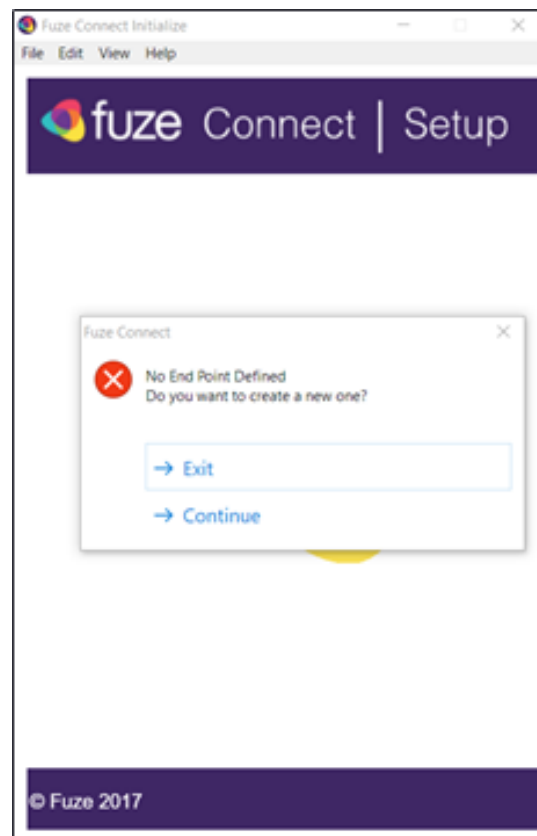 Fuze Connect Initialize
File Edit View Help
fuze Connect | Setup
Fuze Connect
No End Point Defined
Do you want to create a new one?
→ Exit
→ Continue
© Fuze 2017